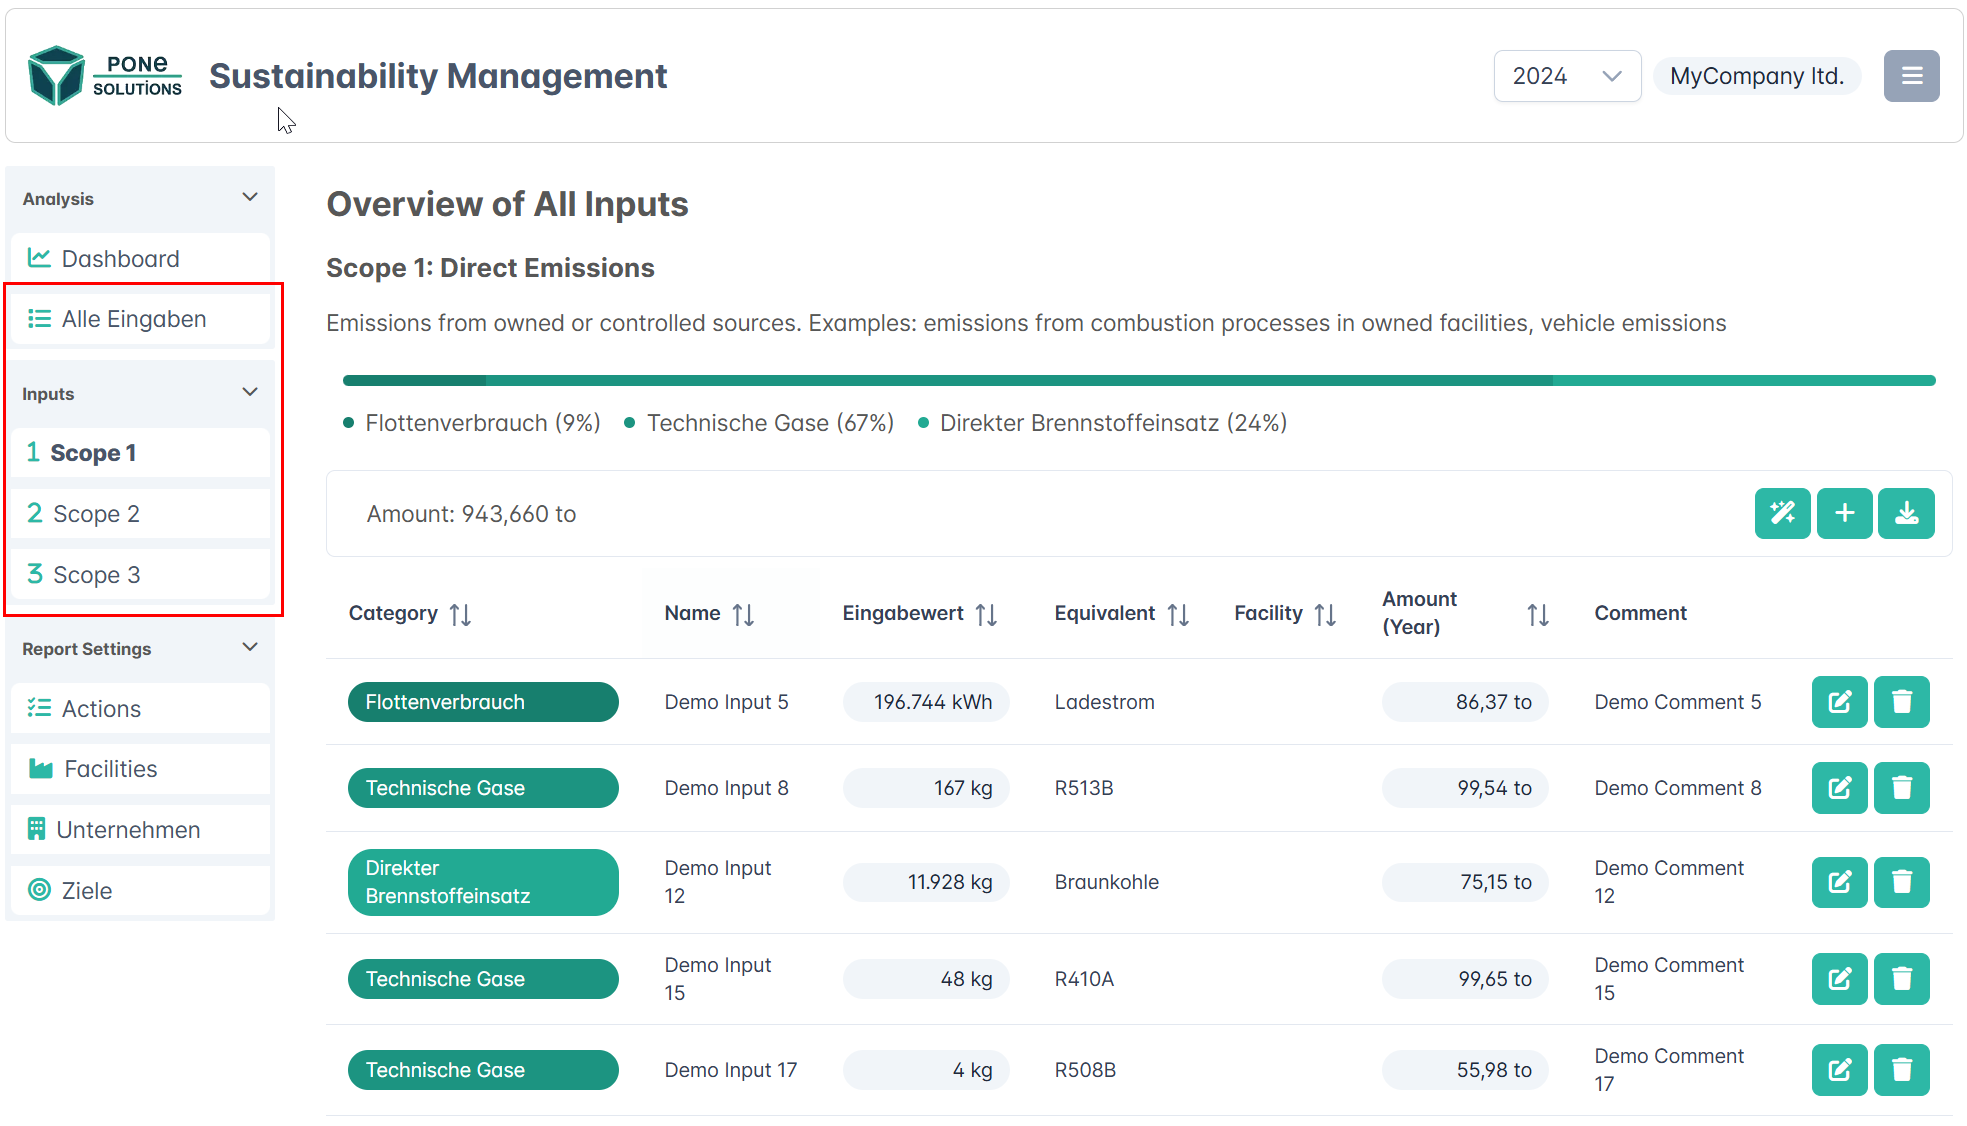 PONE
SOLUTIONS
Sustainability Management
2024
MyCompany ltd.
Analysis
Dashboard
Alle Eingaben
Inputs
1 Scope 1
2 Scope 2
3 Scope 3
Report Settings
Actions
Facilities
Unternehmen
Ziele
Overview of All Inputs
Scope 1: Direct Emissions
Emissions from owned or controlled sources. Examples: emissions from combustion processes in owned facilities, vehicle emissions
Flottenverbrauch (9%) Technische Gase (67%) Direkter Brennstoffeinsatz (24%)
Amount: 943,660 to
Category Name Eingabewert Equivalent Facility Amount (Year) Comment
Flottenverbrauch Demo Input 5 196.744 kWh Ladestrom 86,37 to Demo Comment 5
Technische Gase Demo Input 8 167 kg R513B 99,54 to Demo Comment 8
Direkter Brennstoffeinsatz Demo Input 12 11.928 kg Braunkohle 75,15 to Demo Comment 12
Technische Gase Demo Input 15 48 kg R410A 99,65 to Demo Comment 15
Technische Gase Demo Input 17 4 kg R508B 55,98 to Demo Comment 17